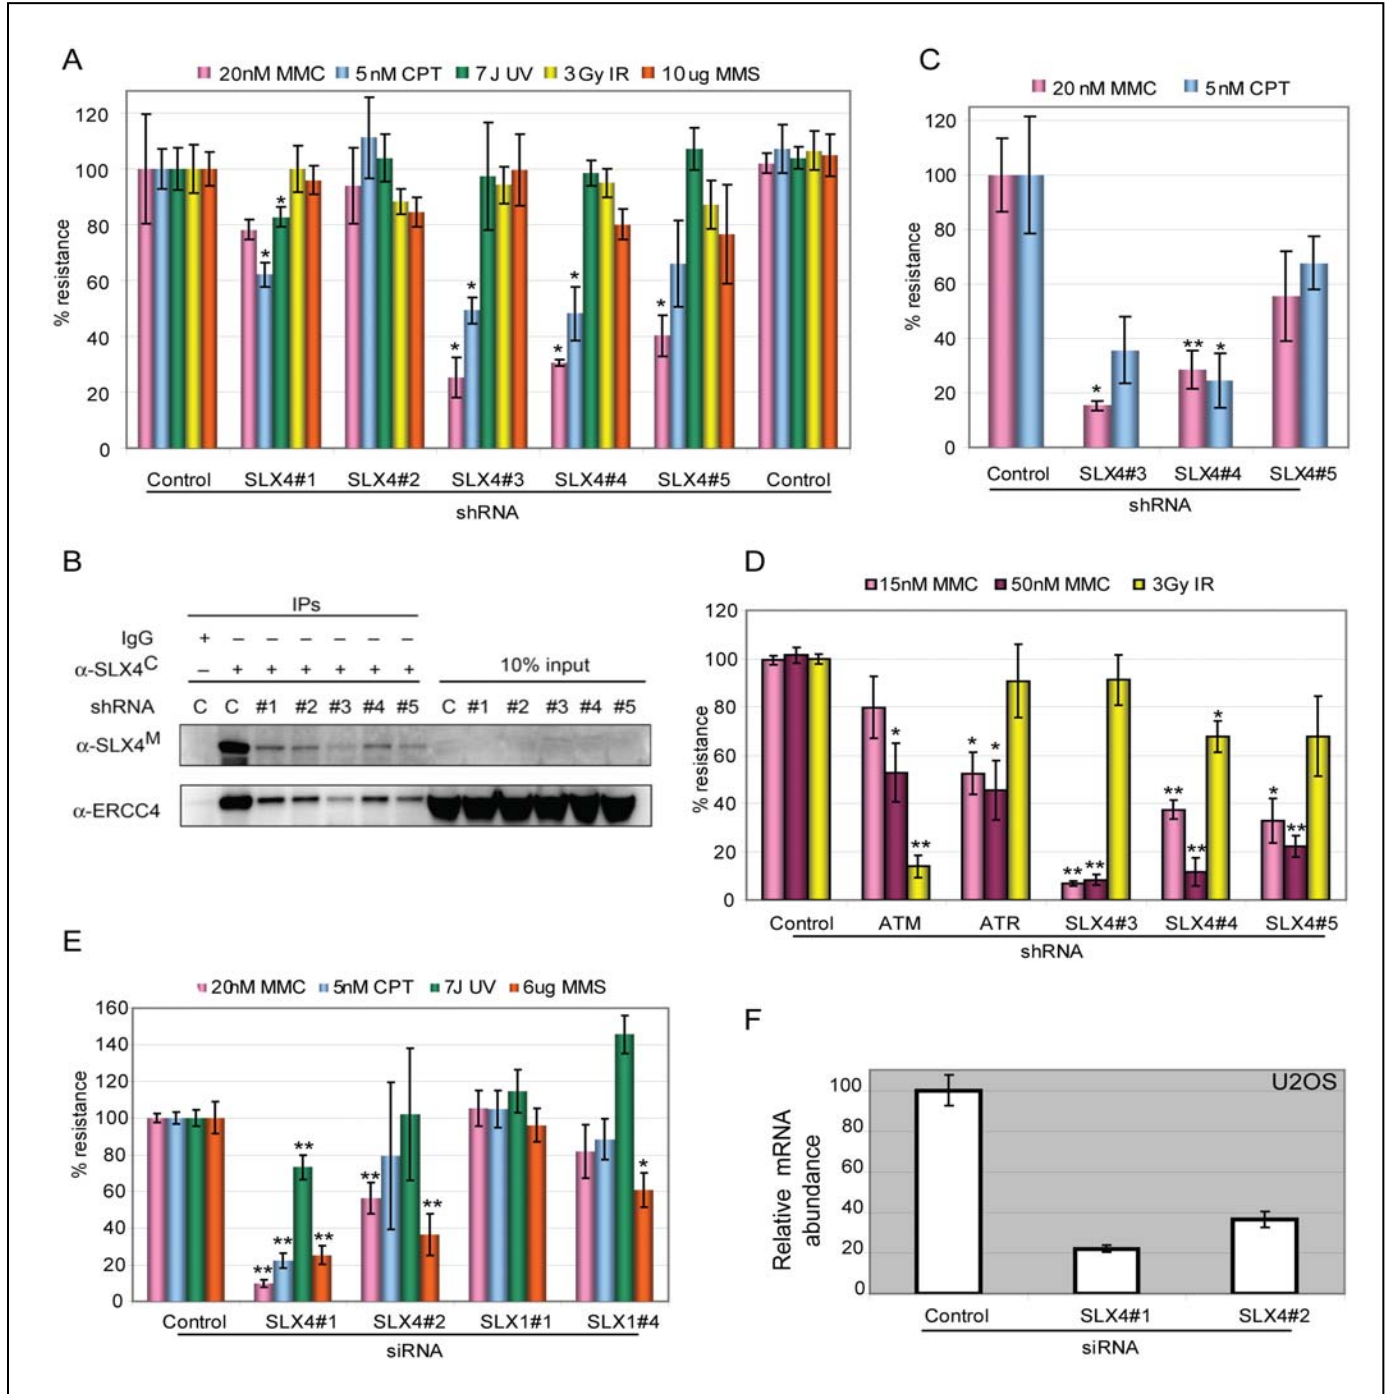 A
20nM MMC 5nM CPT 7J UV 3Gy IR 10ug MMS
120
100
80
60
40
20
0
% resistance
* * * * * * *
Control SLX4#1 SLX4#2 SLX4#3 SLX4#4 SLX4#5 Control
shRNA
C
20 nM MMC 5nM CPT
120
100
80
60
40
20
0
% resistance
* ** *
Control SLX4#3 SLX4#4 SLX4#5
shRNA
B
IPs
IgG + – – – – – –
α-SLX4C – + + + + + + 10% input
shRNA C C #1 #2 #3 #4 #5 C #1 #2 #3 #4 #5
α-SLX4M
α-ERCC4
D
15nM MMC 50nM MMC 3Gy IR
120
100
80
60
40
20
0
% resistance
* ** * * ** ** ** ** * * **
Control ATM ATR SLX4#3 SLX4#4 SLX4#5
shRNA
E
20nM MMC 5nM CPT 7J UV 6ug MMS
160
140
120
100
80
60
40
20
0
% resistance
** ** ** ** ** ** *
Control SLX4#1 SLX4#2 SLX1#1 SLX1#4
siRNA
F
U2OS
100
80
60
40
20
0
Relative mRNA
abundance
Control SLX4#1 SLX4#2
siRNA